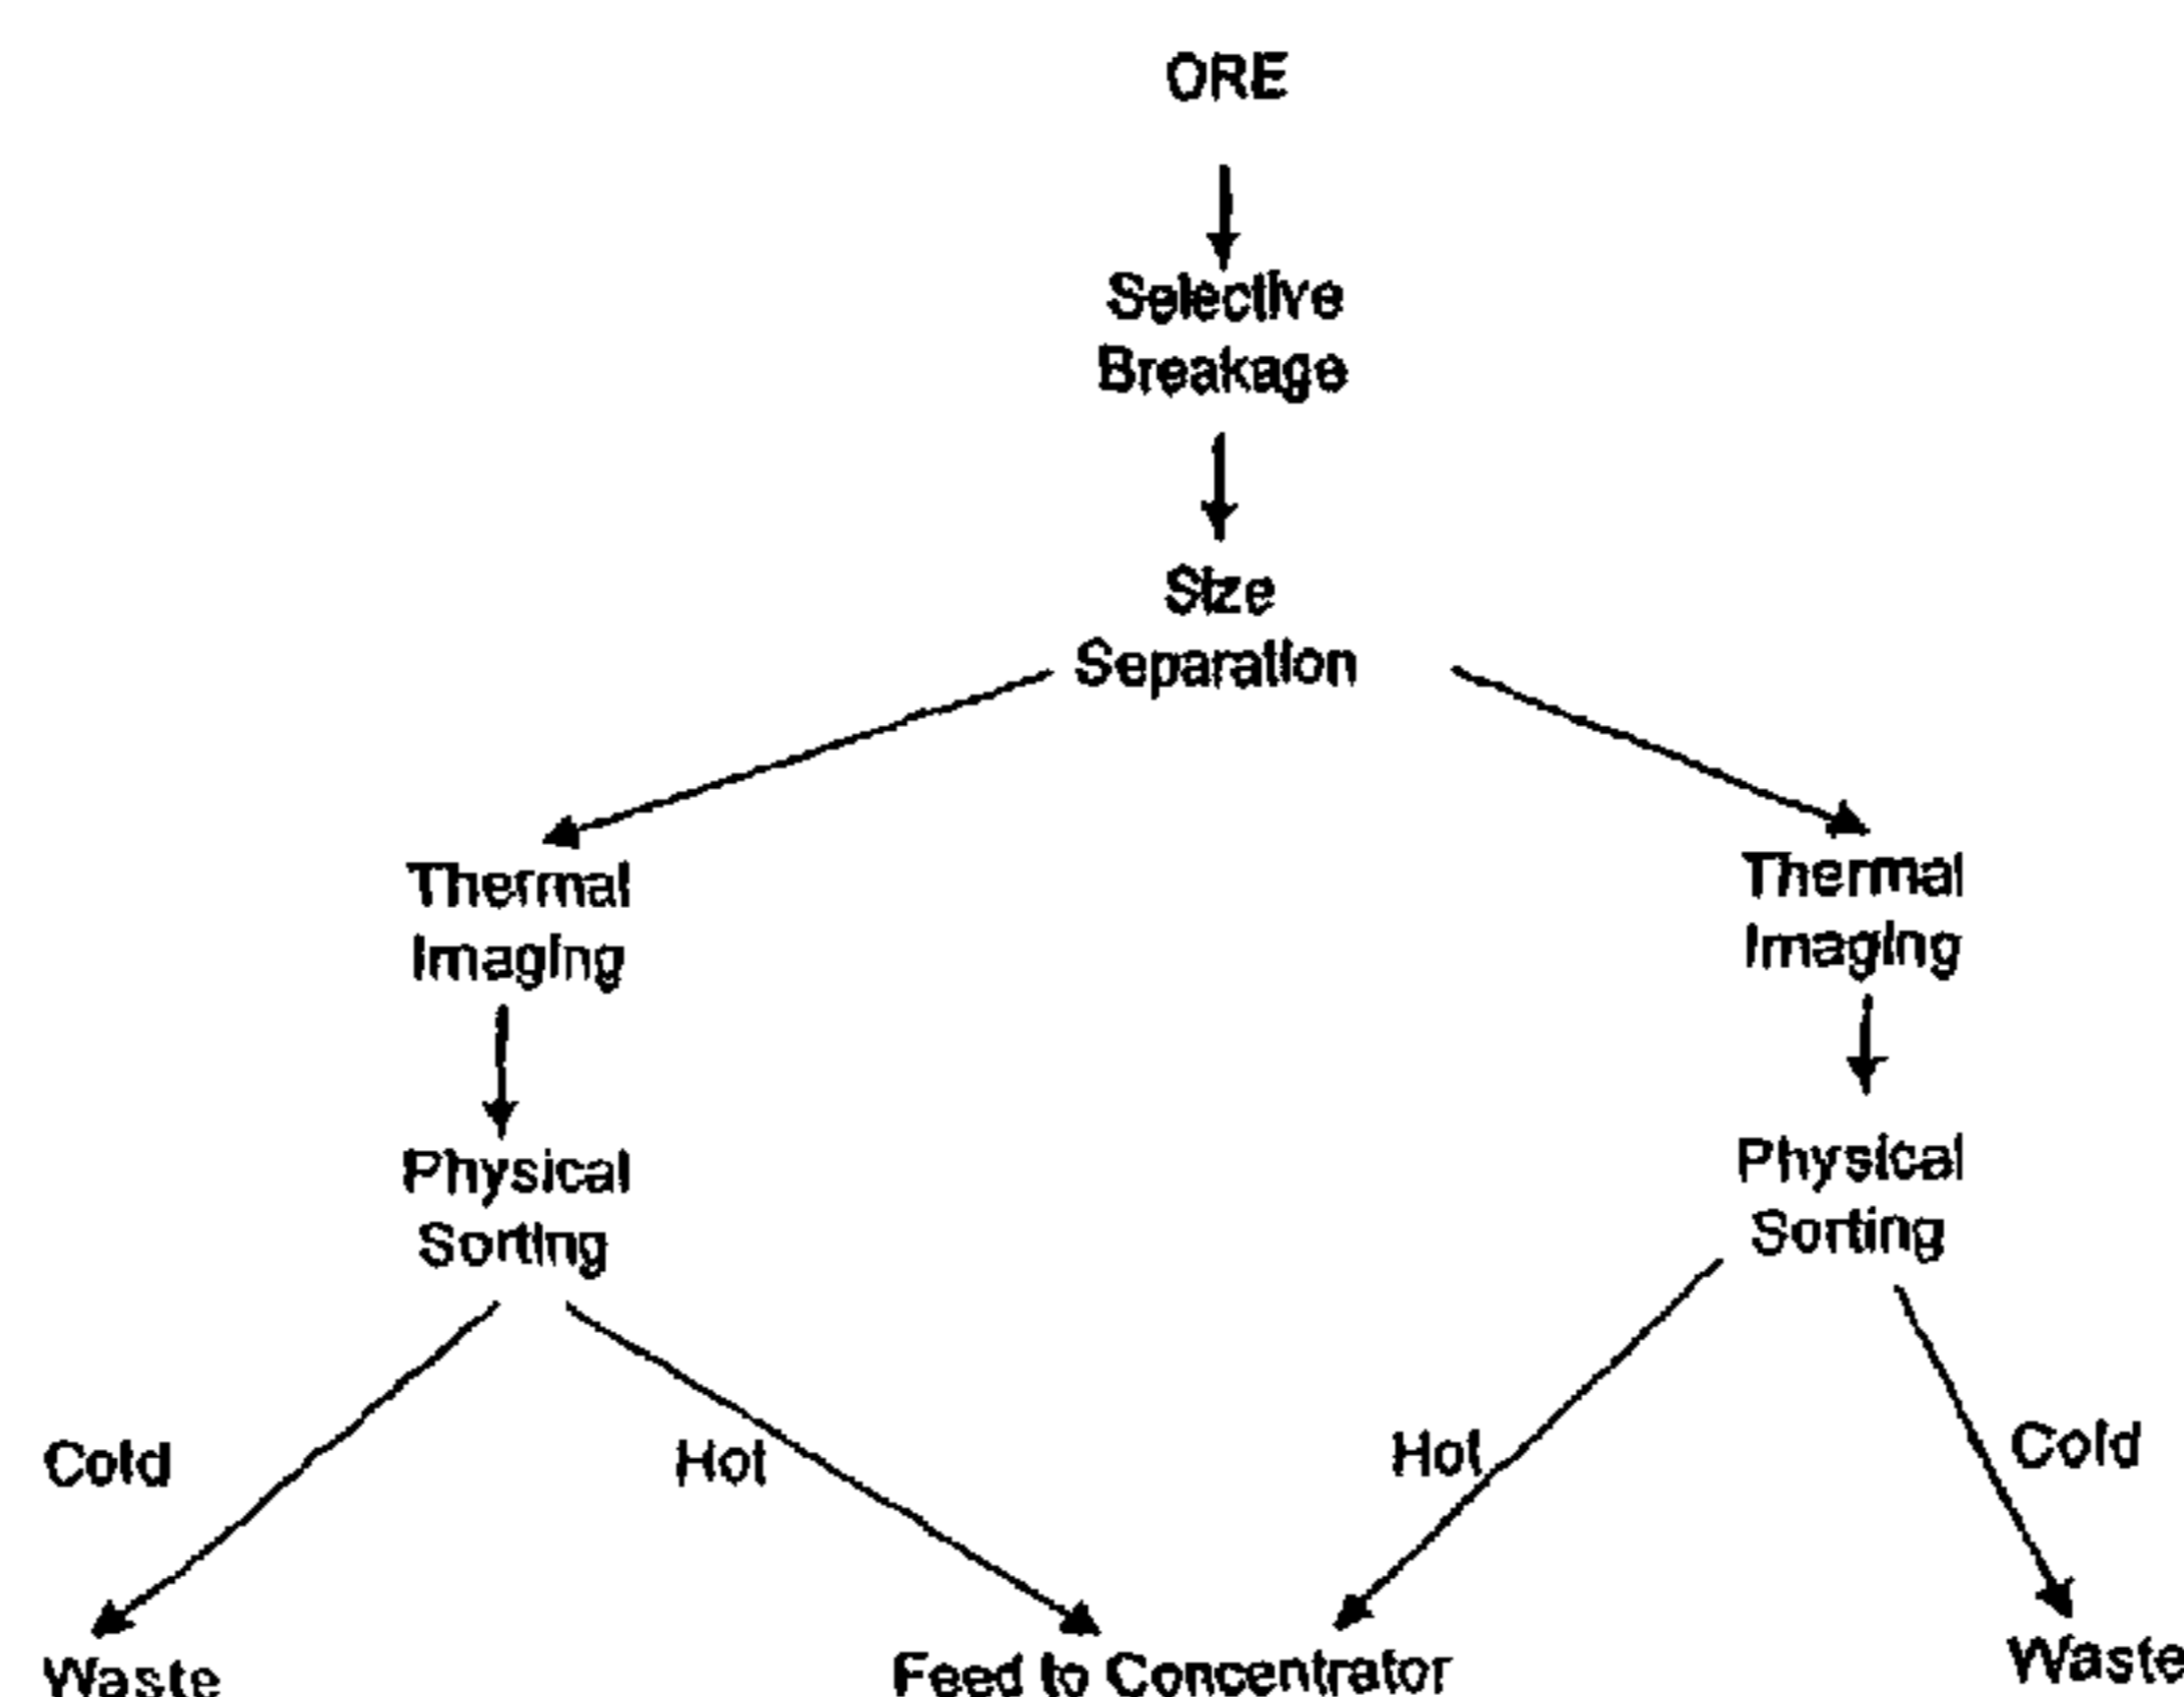 ORE
Selective
Breakage
Size
Separation
Thermal
Imaging
Thermal
Imaging
Physical
Sorting
Physical
Sorting
Cold
Hot
Hot
Cold
Waste
Feed to Concentrator
Waste